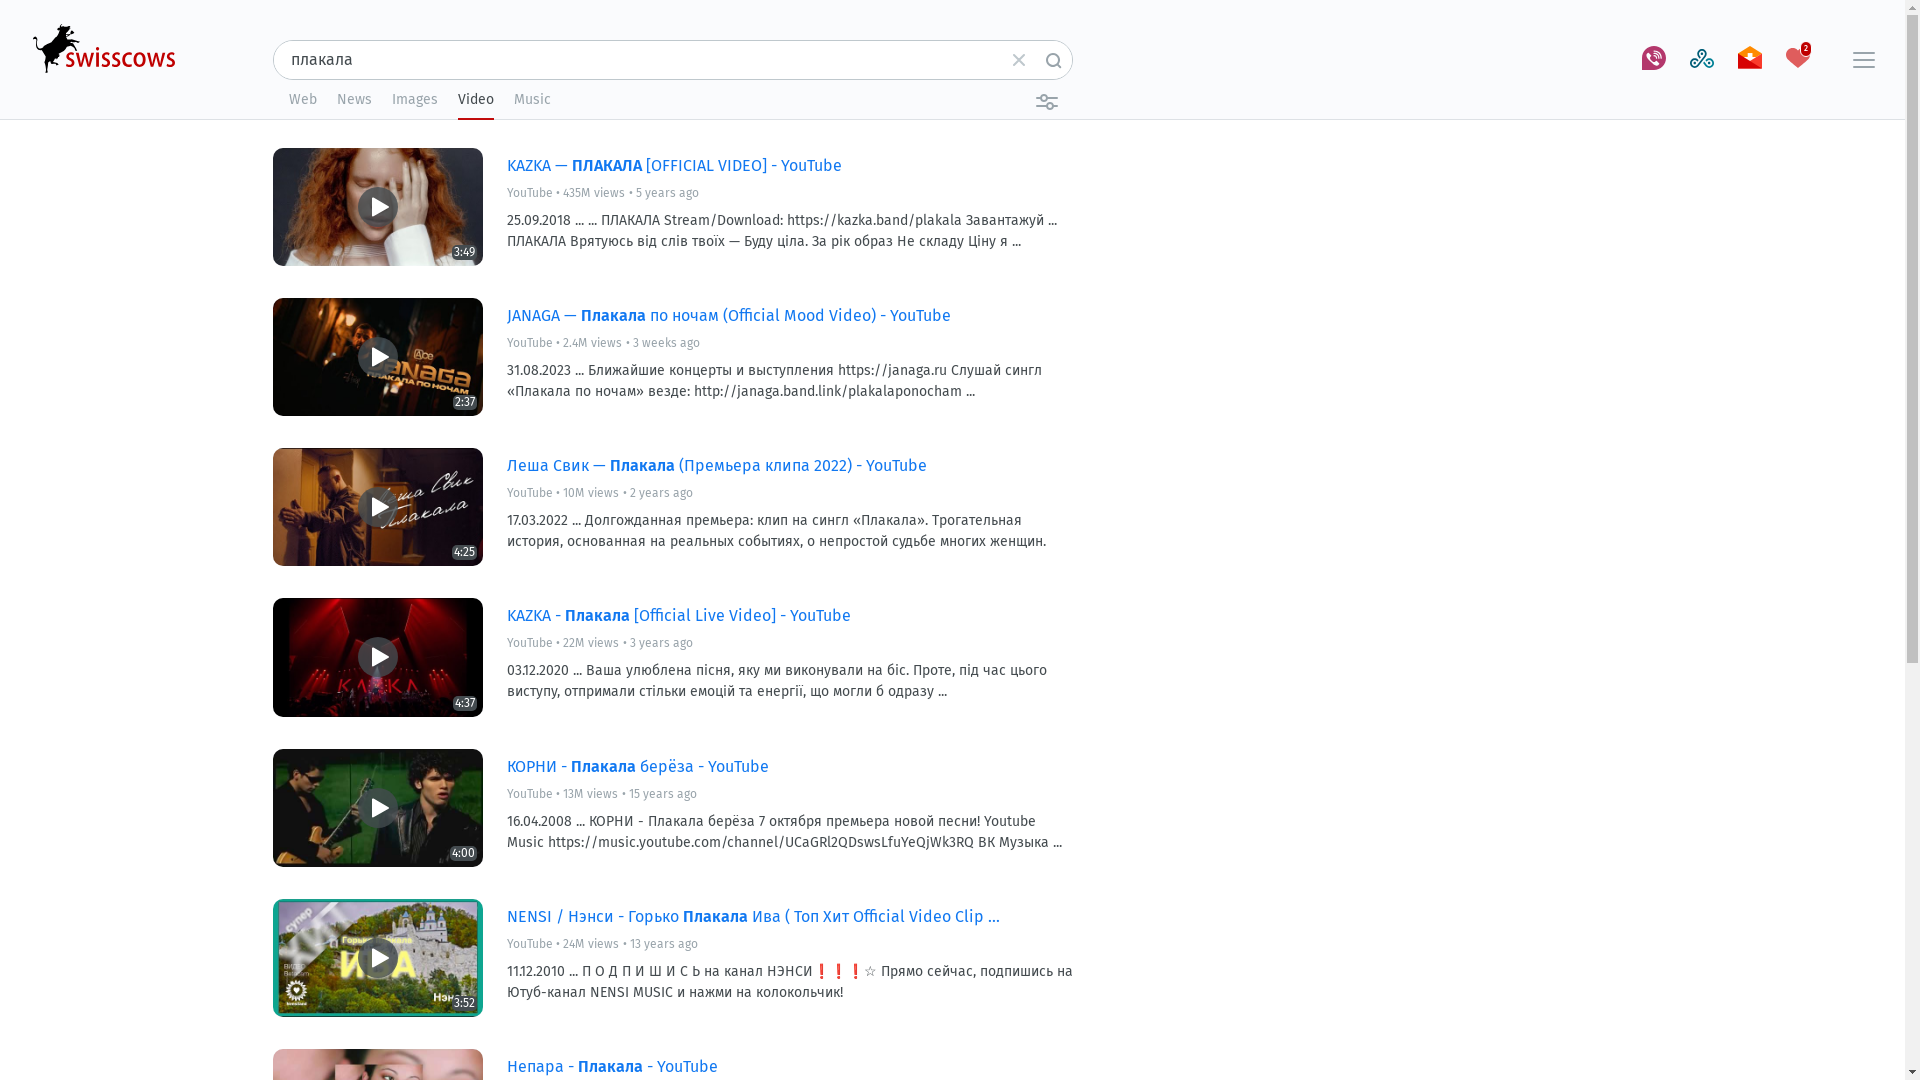 swisscows
плакала
2
Web News Images Video Music
3:49
KAZKA — ПЛАКАЛА [OFFICIAL VIDEO] - YouTube
YouTube • 435M views • 5 years ago
25.09.2018 ... ... ПЛАКАЛА Stream/Download: https://kazka.band/plakala Завантажуй ...
ПЛАКАЛА Врятуюсь від слів твоїх — Буду ціла. За рік образ Не складу Ціну я ...
ПЛАКАЛА ПО НОЧАМ
2:37
JANAGA — Плакала по ночам (Official Mood Video) - YouTube
YouTube • 2.4M views • 3 weeks ago
31.08.2023 ... Ближайшие концерты и выступления https://janaga.ru Слушай сингл
«Плакала по ночам» везде: http://janaga.band.link/plakalaponocham ...
Свик
Плакала
4:25
Леша Свик — Плакала (Премьера клипа 2022) - YouTube
YouTube • 10M views • 2 years ago
17.03.2022 ... Долгожданная премьера: клип на сингл «Плакала». Трогательная
история, основанная на реальных событиях, о непростой судьбе многих женщин.
4:37
KAZKA - Плакала [Official Live Video] - YouTube
YouTube • 22M views • 3 years ago
03.12.2020 ... Ваша улюблена пісня, яку ми виконували на біс. Проте, під час цього
виступу, отримали стільки емоцій та енергії, що могли б одразу ...
4:00
КОРНИ - Плакала берёза - YouTube
YouTube • 13M views • 15 years ago
16.04.2008 ... КОРНИ - Плакала берёза 7 октября премьера новой песни! Youtube
Music https://music.youtube.com/channel/UCaGRl2QDswsLfuYeQjWk3RQ ВК Музыка ...
супер
ИВА
3:52
NENSI / Нэнси - Горько Плакала Ива ( Топ Хит Official Video Clip ...
YouTube • 24M views • 13 years ago
11.12.2010 ... П О Д П И Ш И С Ь на канал НЭНСИ❗❗❗☆ Прямо сейчас, подпишись на
Ютуб-канал NENSI MUSIC и нажми на колокольчик!
Непара - Плакала - YouTube